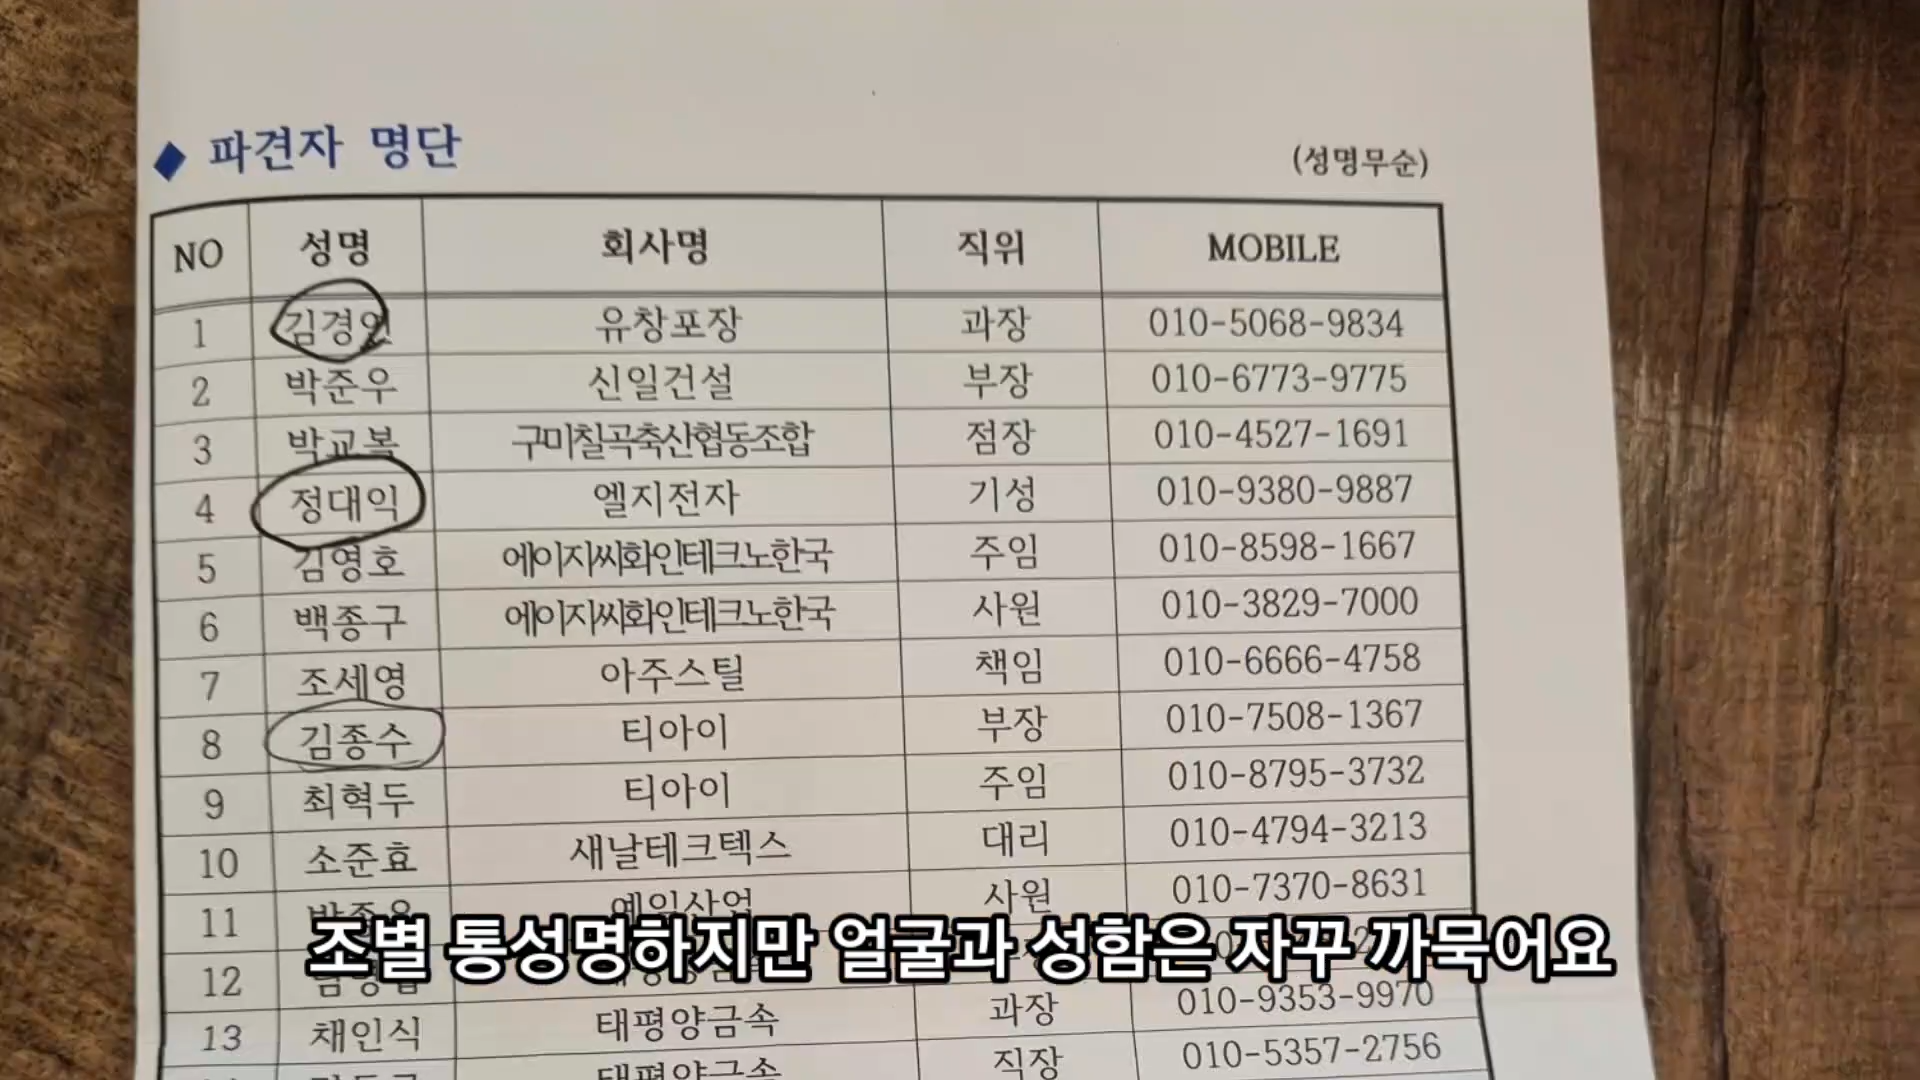 ◆ 파견자 명단
(성명무순)
NO 성명 회사명 직위 MOBILE
1 유창포장 과장 010-5068-9834
2 박준우 신일건설 부장 010-6773-9775
3 박교복 구미칠곡축산협동조합 점장 010-4527-1691
4 정대익 엘지전자 기성 010-9380-9887
5 김영호 에이지씨화인테크노한국 주임 010-8598-1667
6 백종구 에이지씨화인테크노한국 사원 010-3829-7000
7 조세영 아주스틸 책임 010-6666-4758
8 김종수 티아이 부장 010-7508-1367
9 최혁두 티아이 주임 010-8795-3732
10 소준효 새날테크텍스 대리 010-4794-3213
11 예일산업 사원 010-7370-8631
조별 통성명하지만 얼굴과 성함은 자꾸 까묵어요
12
13 채인식 태평양금속 과장 010-9353-9970
태평양금속 직장 010-5357-2756